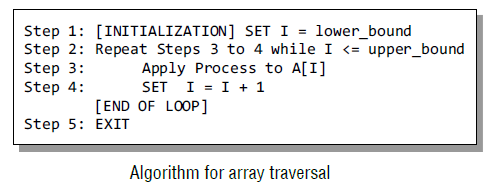 Step 1: [INITIALIZATION] SET I = lower_bound
Step 2: Repeat Steps 3 to 4 while I <= upper_bound
Step 3: Apply Process to A[I]
Step 4: SET I = I + 1
[END OF LOOP]
Step 5: EXIT
Algorithm for array traversal